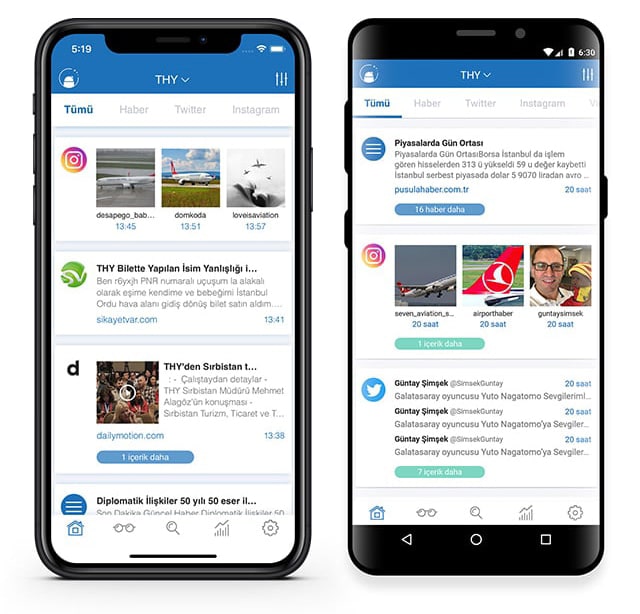 5:19
THY
Tümü
Haber
Twitter
Instagram
desapego_bab...
domkoda
loveisaviation
13:45
13:51
13:57
THY Bilette Yapılan İsim Yanlışlığı i...
Ben r6yxjh PNR numaralı uçuşum la alakalı
olarak eşime kendime ve bebeğimi İstanbul
Ordu hava alanı gidiş dönüş bilet satın aldım....
sikayetvar.com
13:41
d
THY'den Sırbistan t...
: - Çalıştaydan detaylar -
THY Sırbistan Müdürü Mehmet
Alagöz'ün konuşması -
Sırbistan Turizm, Ticaret ve T...
dailymotion.com
13:38
1 içerik daha
Diplomatik İlişkiler 50 yılı 50 eser il...
Son Dakika Güncel Haber Diplomatik İlişkiler 50
6:30
THY
Tümü
Haber
Twitter
Instagram
Vi
Piyasalarda Gün Ortası
Piyasalarda Gün OrtasıBorsa İstanbul da işlem
gören hisselerden 313 ü yükseldi 59 u değer kaybetti
İstanbul serbest piyasada dolar 5 9070 liradan avro ...
pusulahaber.com.tr
20 saat
16 haber daha
seven_aviation_s...
airporthaber
guntaysimsek
20 saat
20 saat
20 saat
1 içerik daha
Güntay Şimşek @SimsekGuntay
20 saat
Galatasaray oyuncusu Yuto Nagatomo Sevgileriml...
Güntay Şimşek @SimsekGuntay
20 saat
Galatasaray oyuncusu Yuto Nagatomo'ya Sevgiler...
Güntay Şimşek @SimsekGuntay
20 saat
Galatasaray oyuncusu Yuto Nagatomo'ya Sevgiler...
7 içerik daha